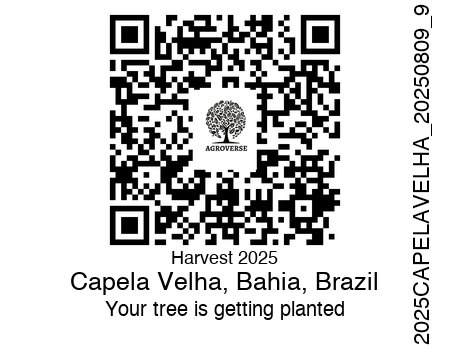 AGROVERSE
Harvest 2025
Capela Velha, Bahia, Brazil
Your tree is getting planted
2025CAPELAVELHA_20250809_9